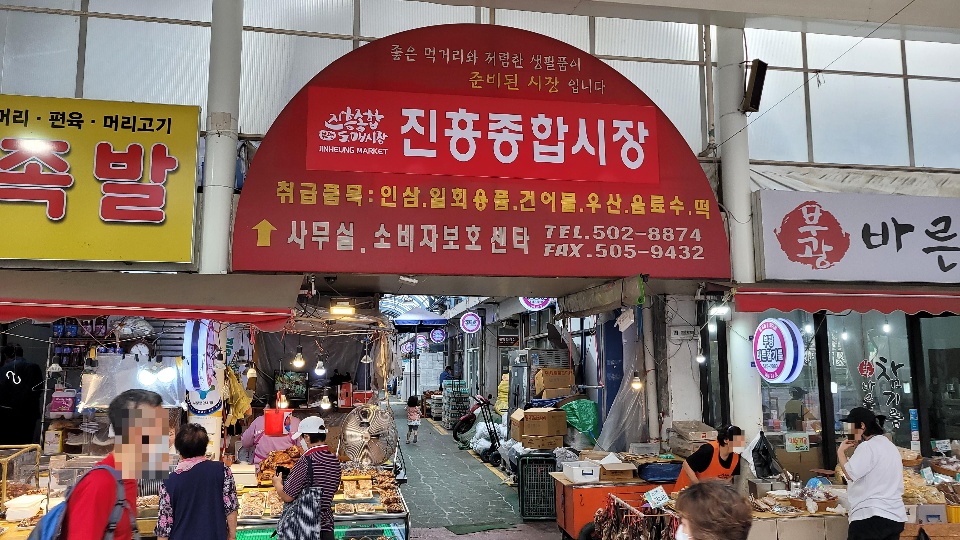 좋은 먹거리와 저렴한 생필품이
준비된 시장 입니다
진흥종합
도매시장
JINHEUNG MARKET
진흥종합시장
취급품목:인삼.일회용품.건어물.우산.음료수.떡
사무실.소비자보호센타
TEL.502-8874
FAX.505-9432
머리·편육·머리고기
족발
무광
바른